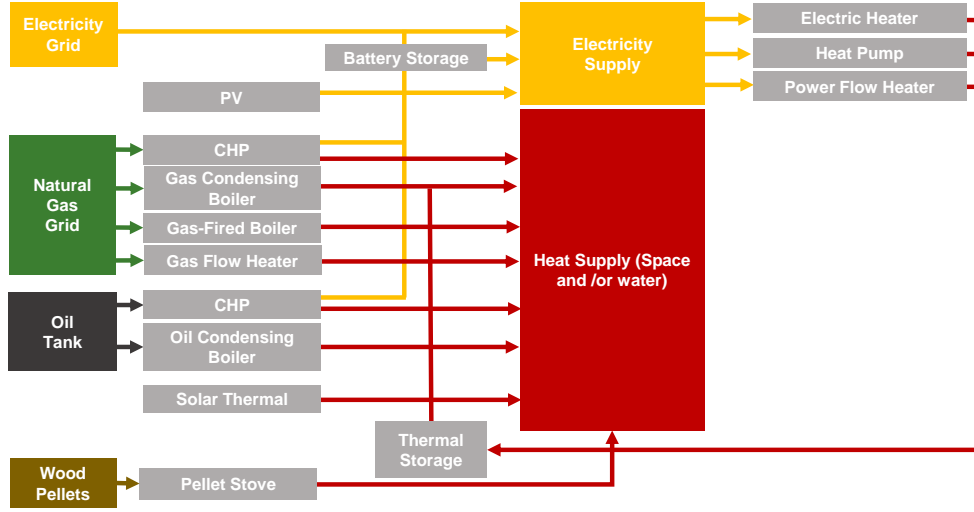 Electricity
Grid
Battery Storage
PV
Electricity
Supply
Electric Heater
Heat Pump
Power Flow Heater
Natural
Gas
Grid
CHP
Gas Condensing
Boiler
Gas-Fired Boiler
Gas Flow Heater
Heat Supply (Space
and /or water)
Oil
Tank
CHP
Oil Condensing
Boiler
Solar Thermal
Thermal
Storage
Wood
Pellets
Pellet Stove